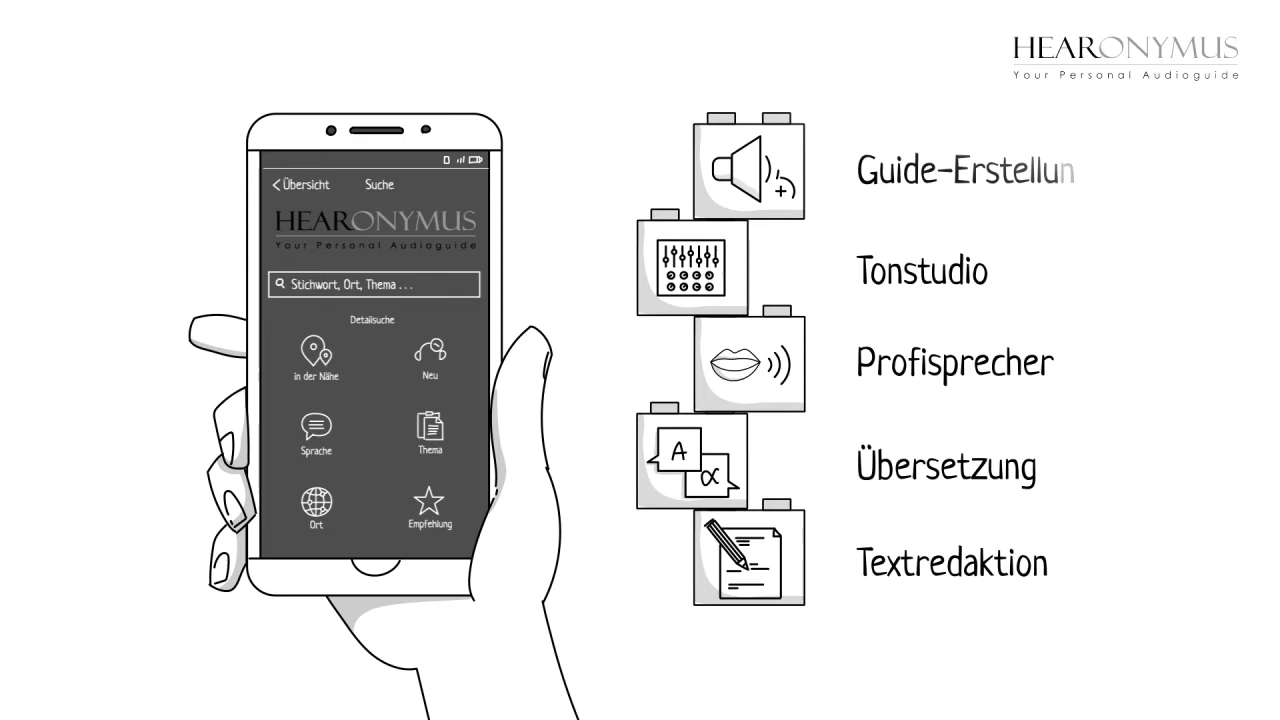 HEARONYMUS
Your Personal Audioguide
Übersicht
Suche
HEARONYMUS
Your Personal Audioguide
Stichwort, Ort, Thema ...
Detailsuche
in der Nähe
Neu
Sprache
Thema
Ort
Empfehlung
Guide-Erstellun
Tonstudio
Profisprecher
A
α
Übersetzung
Textredaktion